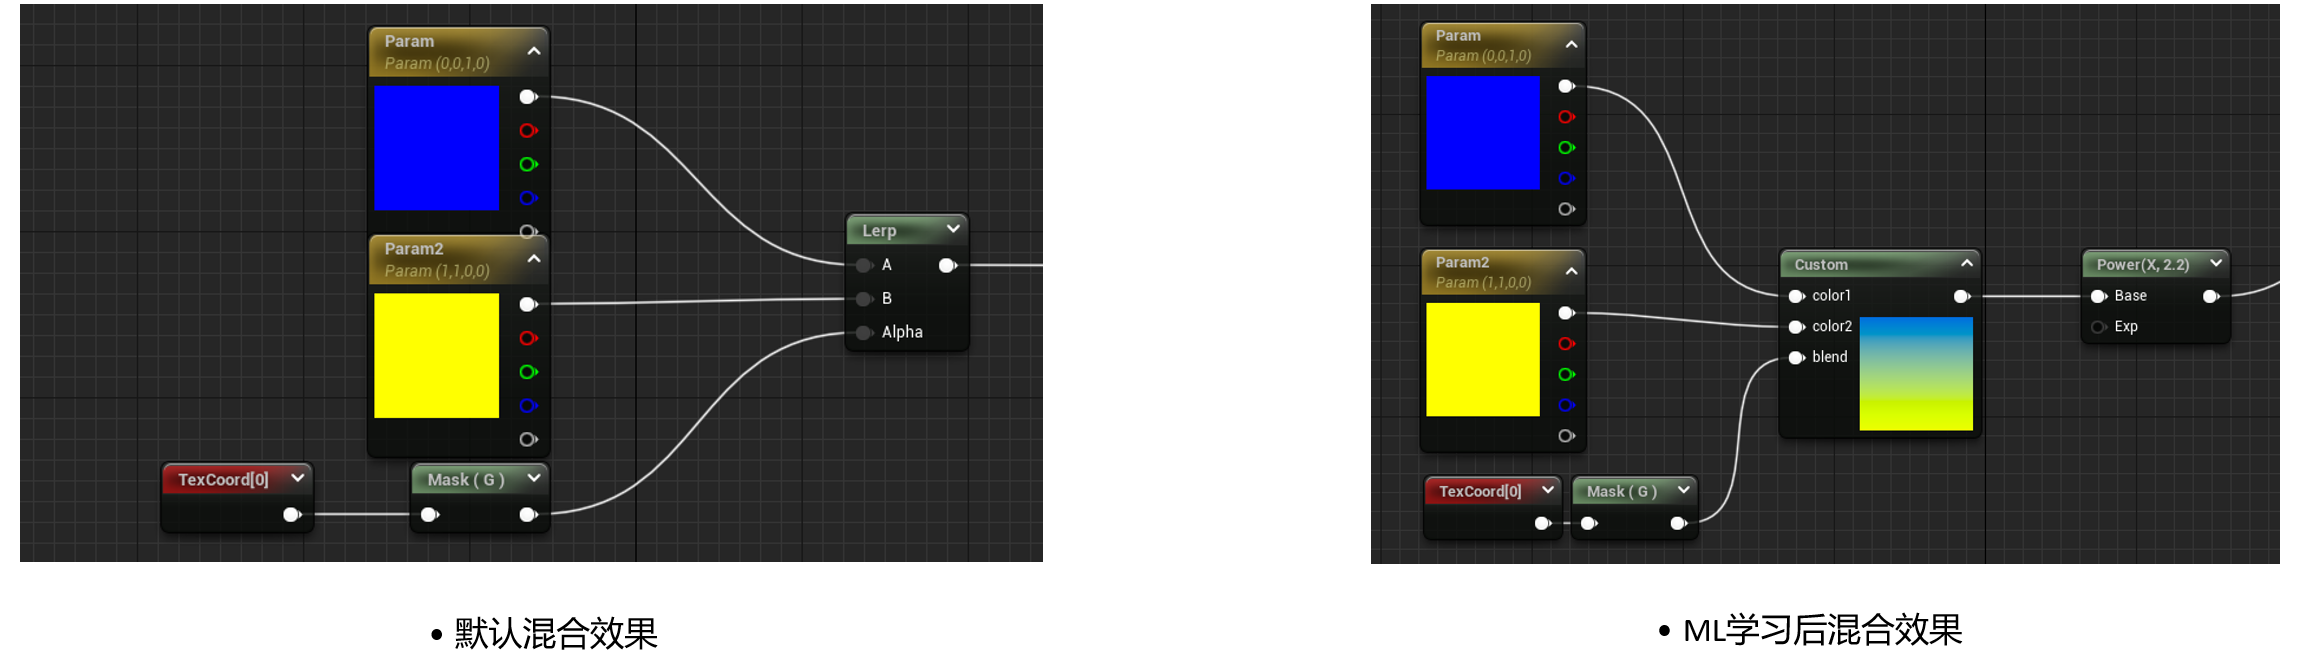 Param
Param (0,0,1,0)
Param2
Param (1,1,0,0)
TexCoord[0]
Mask ( G )
Lerp
A
B
Alpha
• 默认混合效果
Param
Param (0,0,1,0)
Param2
Param (1,1,0,0)
TexCoord[0]
Mask ( G )
Custom
color1
color2
blend
Power(X, 2.2)
Base
Exp
• ML学习后混合效果